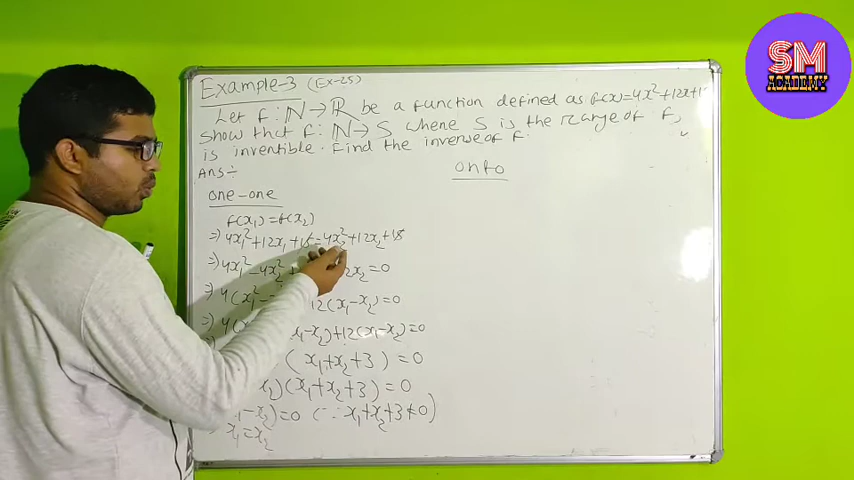 SM
ACADEMY
Example-3 (Ex-25)
Let f: ℕ→ℝ be a function defined as f(x)=4x²+12x+1
Show that f: ℕ→S where S is the range of f,
is inventible. Find the inverse of f.
Ans÷
onto
one-one
f(x₁) = f(x₂)
⇒ 4x₁²+12x₁+15=4x₂²+12x₂+15
⇒ 4x₁²-4x₂²+ 2x₂=0
⇒ 4(x₁²- 12(x₁-x₂)=0
⇒ 4(x₁-x₂)+12(x₁-x₂)=0
(x₁+x₂+3) = 0
x₂)(x₁+x₂+3) = 0
x₁-x₂)=0 (∵ x₁+x₂+3≠0)
x₁=x₂